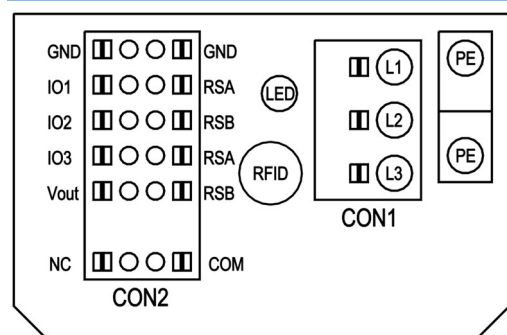 GND GND
IO1 RSA
IO2 RSB
IO3 RSA
Vout RSB
NC COM
CON2
LED
RFID
L1
L2
L3
CON1
PE
PE